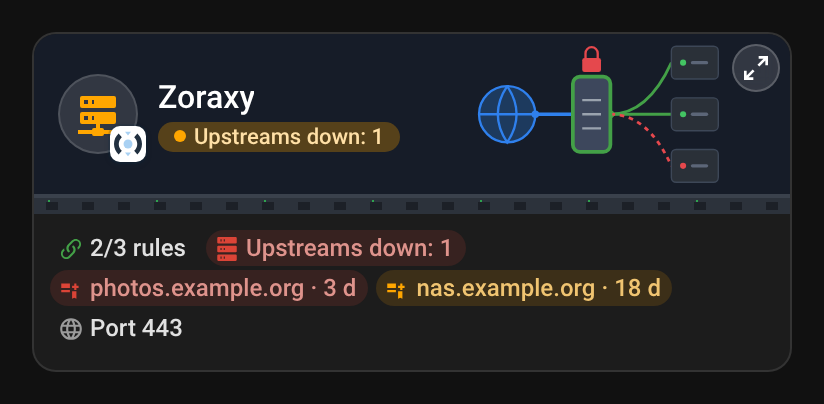 Zoraxy
Upstreams down: 1
2/3 rules Upstreams down: 1
photos.example.org · 3 d nas.example.org · 18 d
Port 443